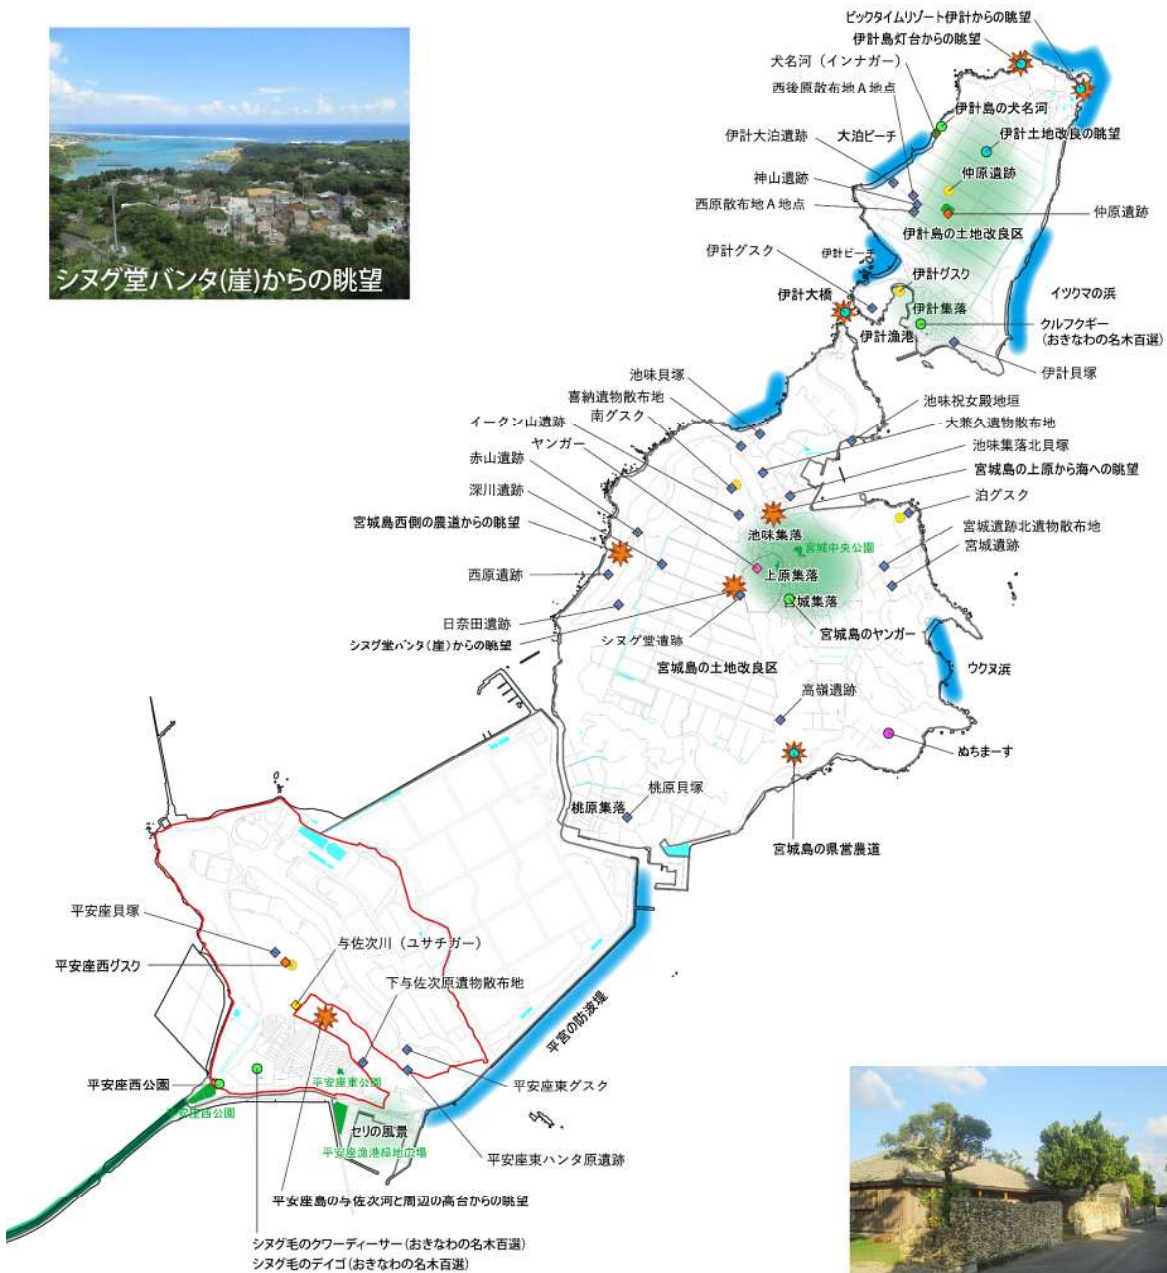 ビックタイムリゾート伊計からの眺望
伊計島灯台からの眺望
犬名河（インナガー）
西後原散布地A地点
伊計島の犬名河
伊計大泊遺跡
大泊ビーチ
伊計土地改良の眺望
神山遺跡
仲原遺跡
西原散布地A地点
仲原遺跡
伊計島の土地改良区
伊計グスク
伊計ビーチ
伊計グスク
イツクマの浜
伊計大橋
伊計集落
クルフクギー
(おきなわの名木百選)
伊計漁港
伊計貝塚
シヌグ堂バンタ(崖)からの眺望
池味貝塚
喜納遺物散布地
南グスク
池味祝女殿地垣
イークン山遺跡
大兼久遺物散布地
ヤンガー
池味集落北貝塚
赤山遺跡
宮城島の上原から海への眺望
深川遺跡
泊グスク
宮城島西側の農道からの眺望
池味集落
宮城遺跡北遺物散布地
宮城中央公園
宮城遺跡
西原遺跡
上原集落
宮城集落
日奈田遺跡
シヌグ堂遺跡
宮城島のヤンガー
シヌグ堂バンタ(崖)からの眺望
宮城島の土地改良区
ウクヌ浜
高嶺遺跡
ぬちまーす
桃原集落
桃原貝塚
宮城島の県営農道
平安座貝塚
与佐次川（ユサチガー）
平安座西グスク
下与佐次原遺物散布地
平宮の防波堤
平安座西公園
平安座東公園
平安座東グスク
平安座西公園
セリの風景
平安座漁港緑地広場
平安座東ハンタ原遺跡
平安座島の与佐次河と周辺の高台からの眺望
シヌグ毛のクワーディーサー(おきなわの名木百選)
シヌグ毛のデイゴ(おきなわの名木百選)